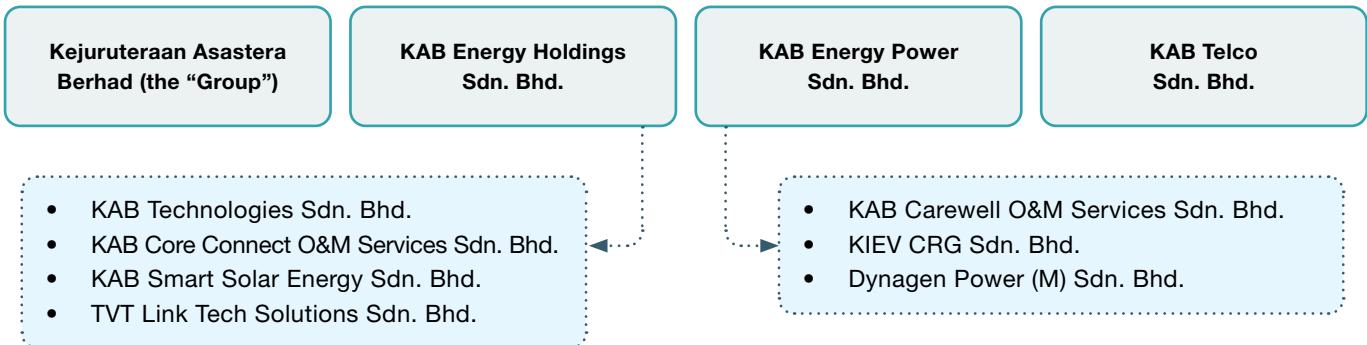 Kejuruteraan Asastera
Berhad (the “Group”)
KAB Energy Holdings
Sdn. Bhd.
KAB Energy Power
Sdn. Bhd.
KAB Telco
Sdn. Bhd.
• KAB Technologies Sdn. Bhd.
• KAB Core Connect O&M Services Sdn. Bhd.
• KAB Smart Solar Energy Sdn. Bhd.
• TVT Link Tech Solutions Sdn. Bhd.
• KAB Carewell O&M Services Sdn. Bhd.
• KIEV CRG Sdn. Bhd.
• Dynagen Power (M) Sdn. Bhd.